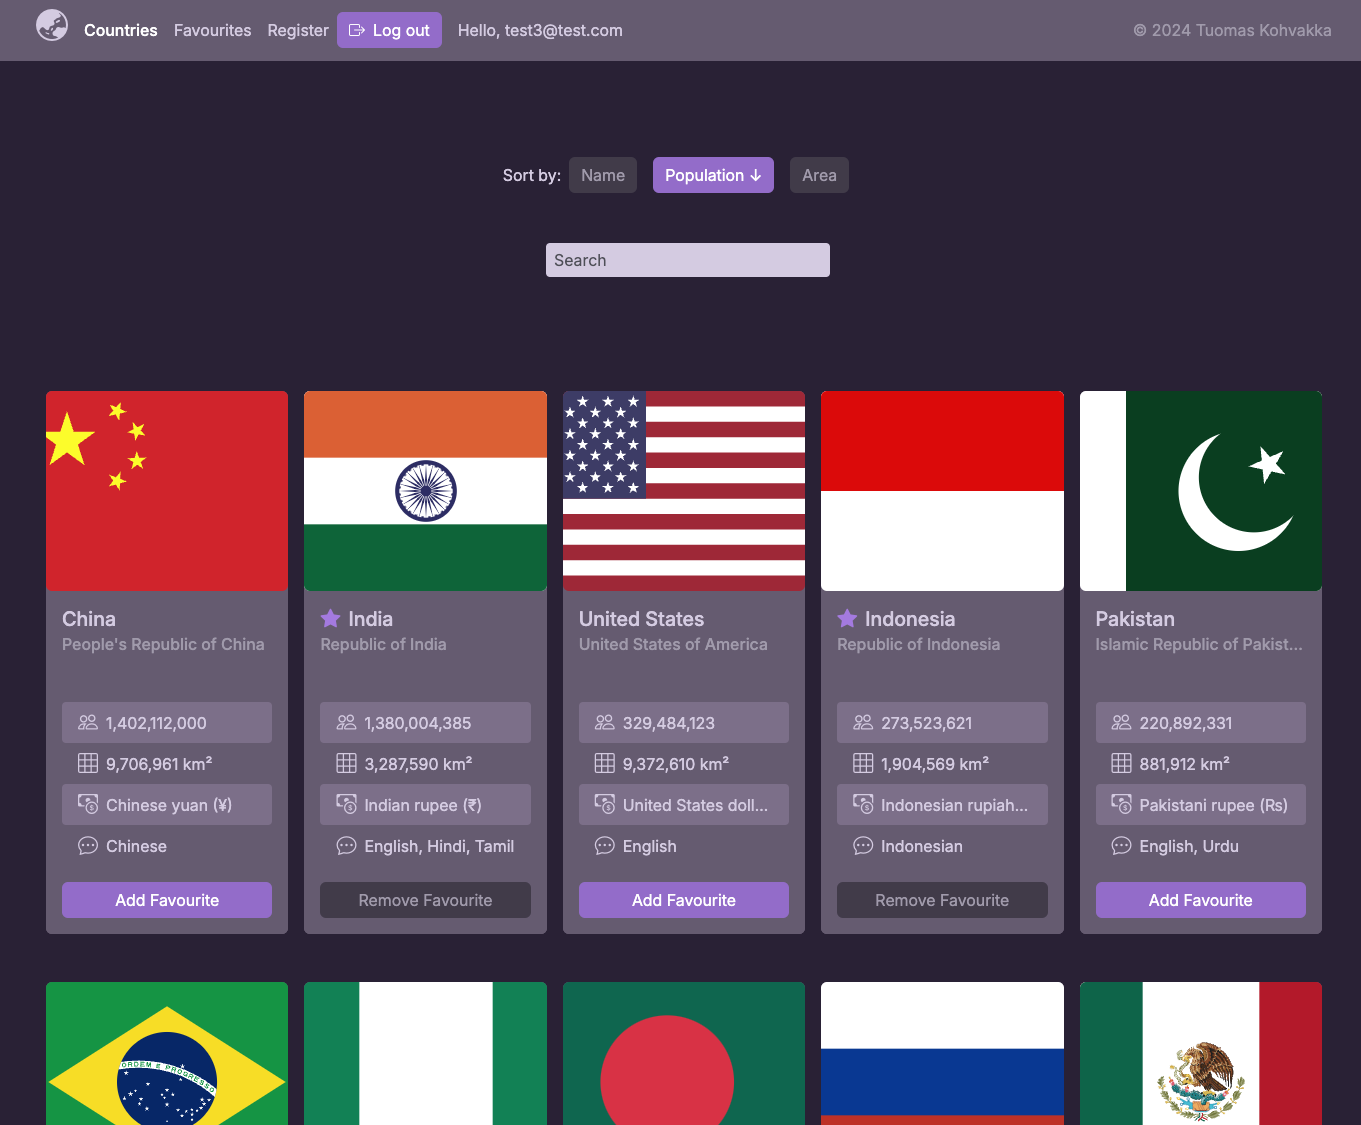 Countries Favourites Register Log out Hello, test3@test.com © 2024 Tuomas Kohvakka
Sort by: Name Population ↓ Area
Search
China
People's Republic of China
1,402,112,000
9,706,961 km²
Chinese yuan (¥)
Chinese
Add Favourite
India
Republic of India
1,380,004,385
3,287,590 km²
Indian rupee (₹)
English, Hindi, Tamil
Remove Favourite
United States
United States of America
329,484,123
9,372,610 km²
United States doll...
English
Add Favourite
Indonesia
Republic of Indonesia
273,523,621
1,904,569 km²
Indonesian rupiah...
Indonesian
Remove Favourite
Pakistan
Islamic Republic of Pakist...
220,892,331
881,912 km²
Pakistani rupee (₨)
English, Urdu
Add Favourite
ORDEM E PROGRESSO